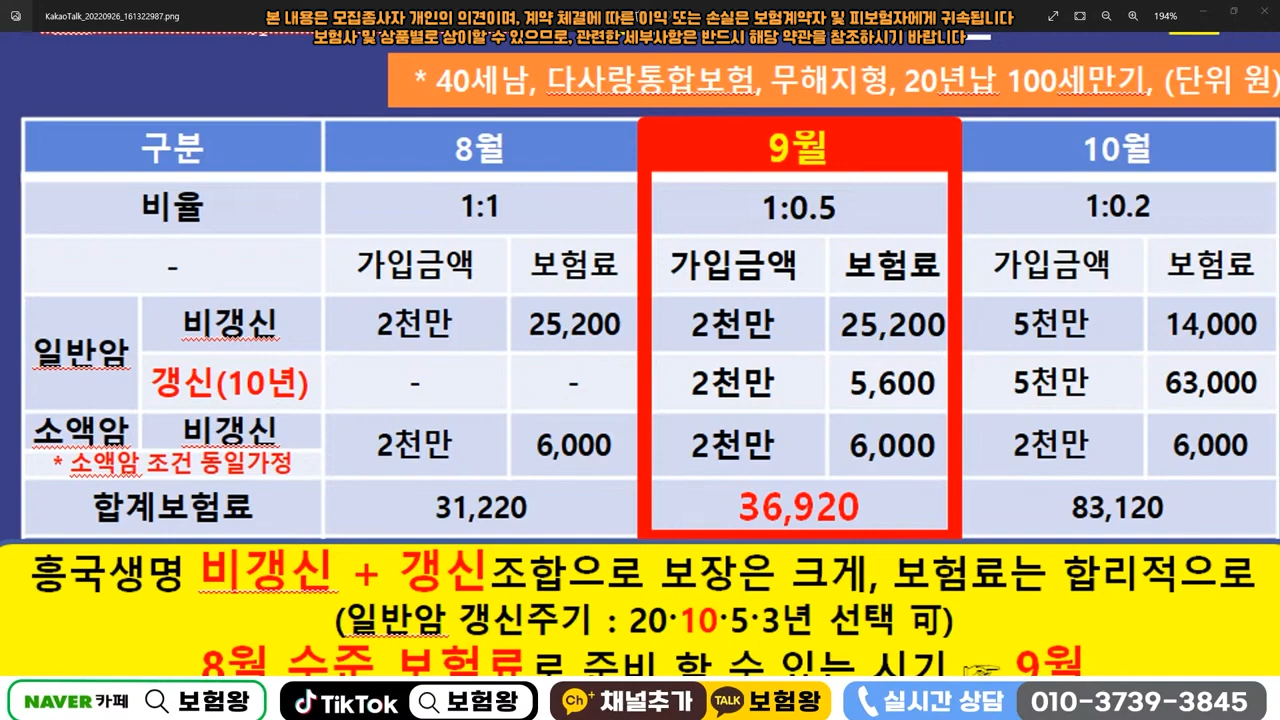 KakaoTalk_20220926_161322987.png
본 내용은 모집종사자 개인의 의견이며, 계약 체결에 따른 이익 또는 손실은 보험계약자 및 피보험자에게 귀속됩니다
194%
보험사 및 상품별로 상이할 수 있으므로, 관련한 세부사항은 반드시 해당 약관을 참조하시기 바랍니다
* 40세남, 다사랑통합보험, 무해지형, 20년납 100세만기, (단위 원)
구분 8월 9월 10월
비율 1:1 1:0.5 1:0.2
- 가입금액 보험료 가입금액 보험료 가입금액 보험료
일반암 비갱신 2천만 25,200 2천만 25,200 5천만 14,000
갱신(10년) - - 2천만 5,600 5천만 63,000
소액암 비갱신 2천만 6,000 2천만 6,000 2천만 6,000
* 소액암 조건 동일가정
합계보험료 31,220 36,920 83,120
흥국생명 비갱신 + 갱신조합으로 보장은 크게, 보험료는 합리적으로
(일반암 갱신주기 : 20·10·5·3년 선택 可)
8월 수준 보험료로 준비 할 수 있는 시기 ☞ 9월
NAVER 카페 보험왕 TikTok 보험왕 Ch+ 채널추가 TALK 보험왕 실시간 상담 010-3739-3845